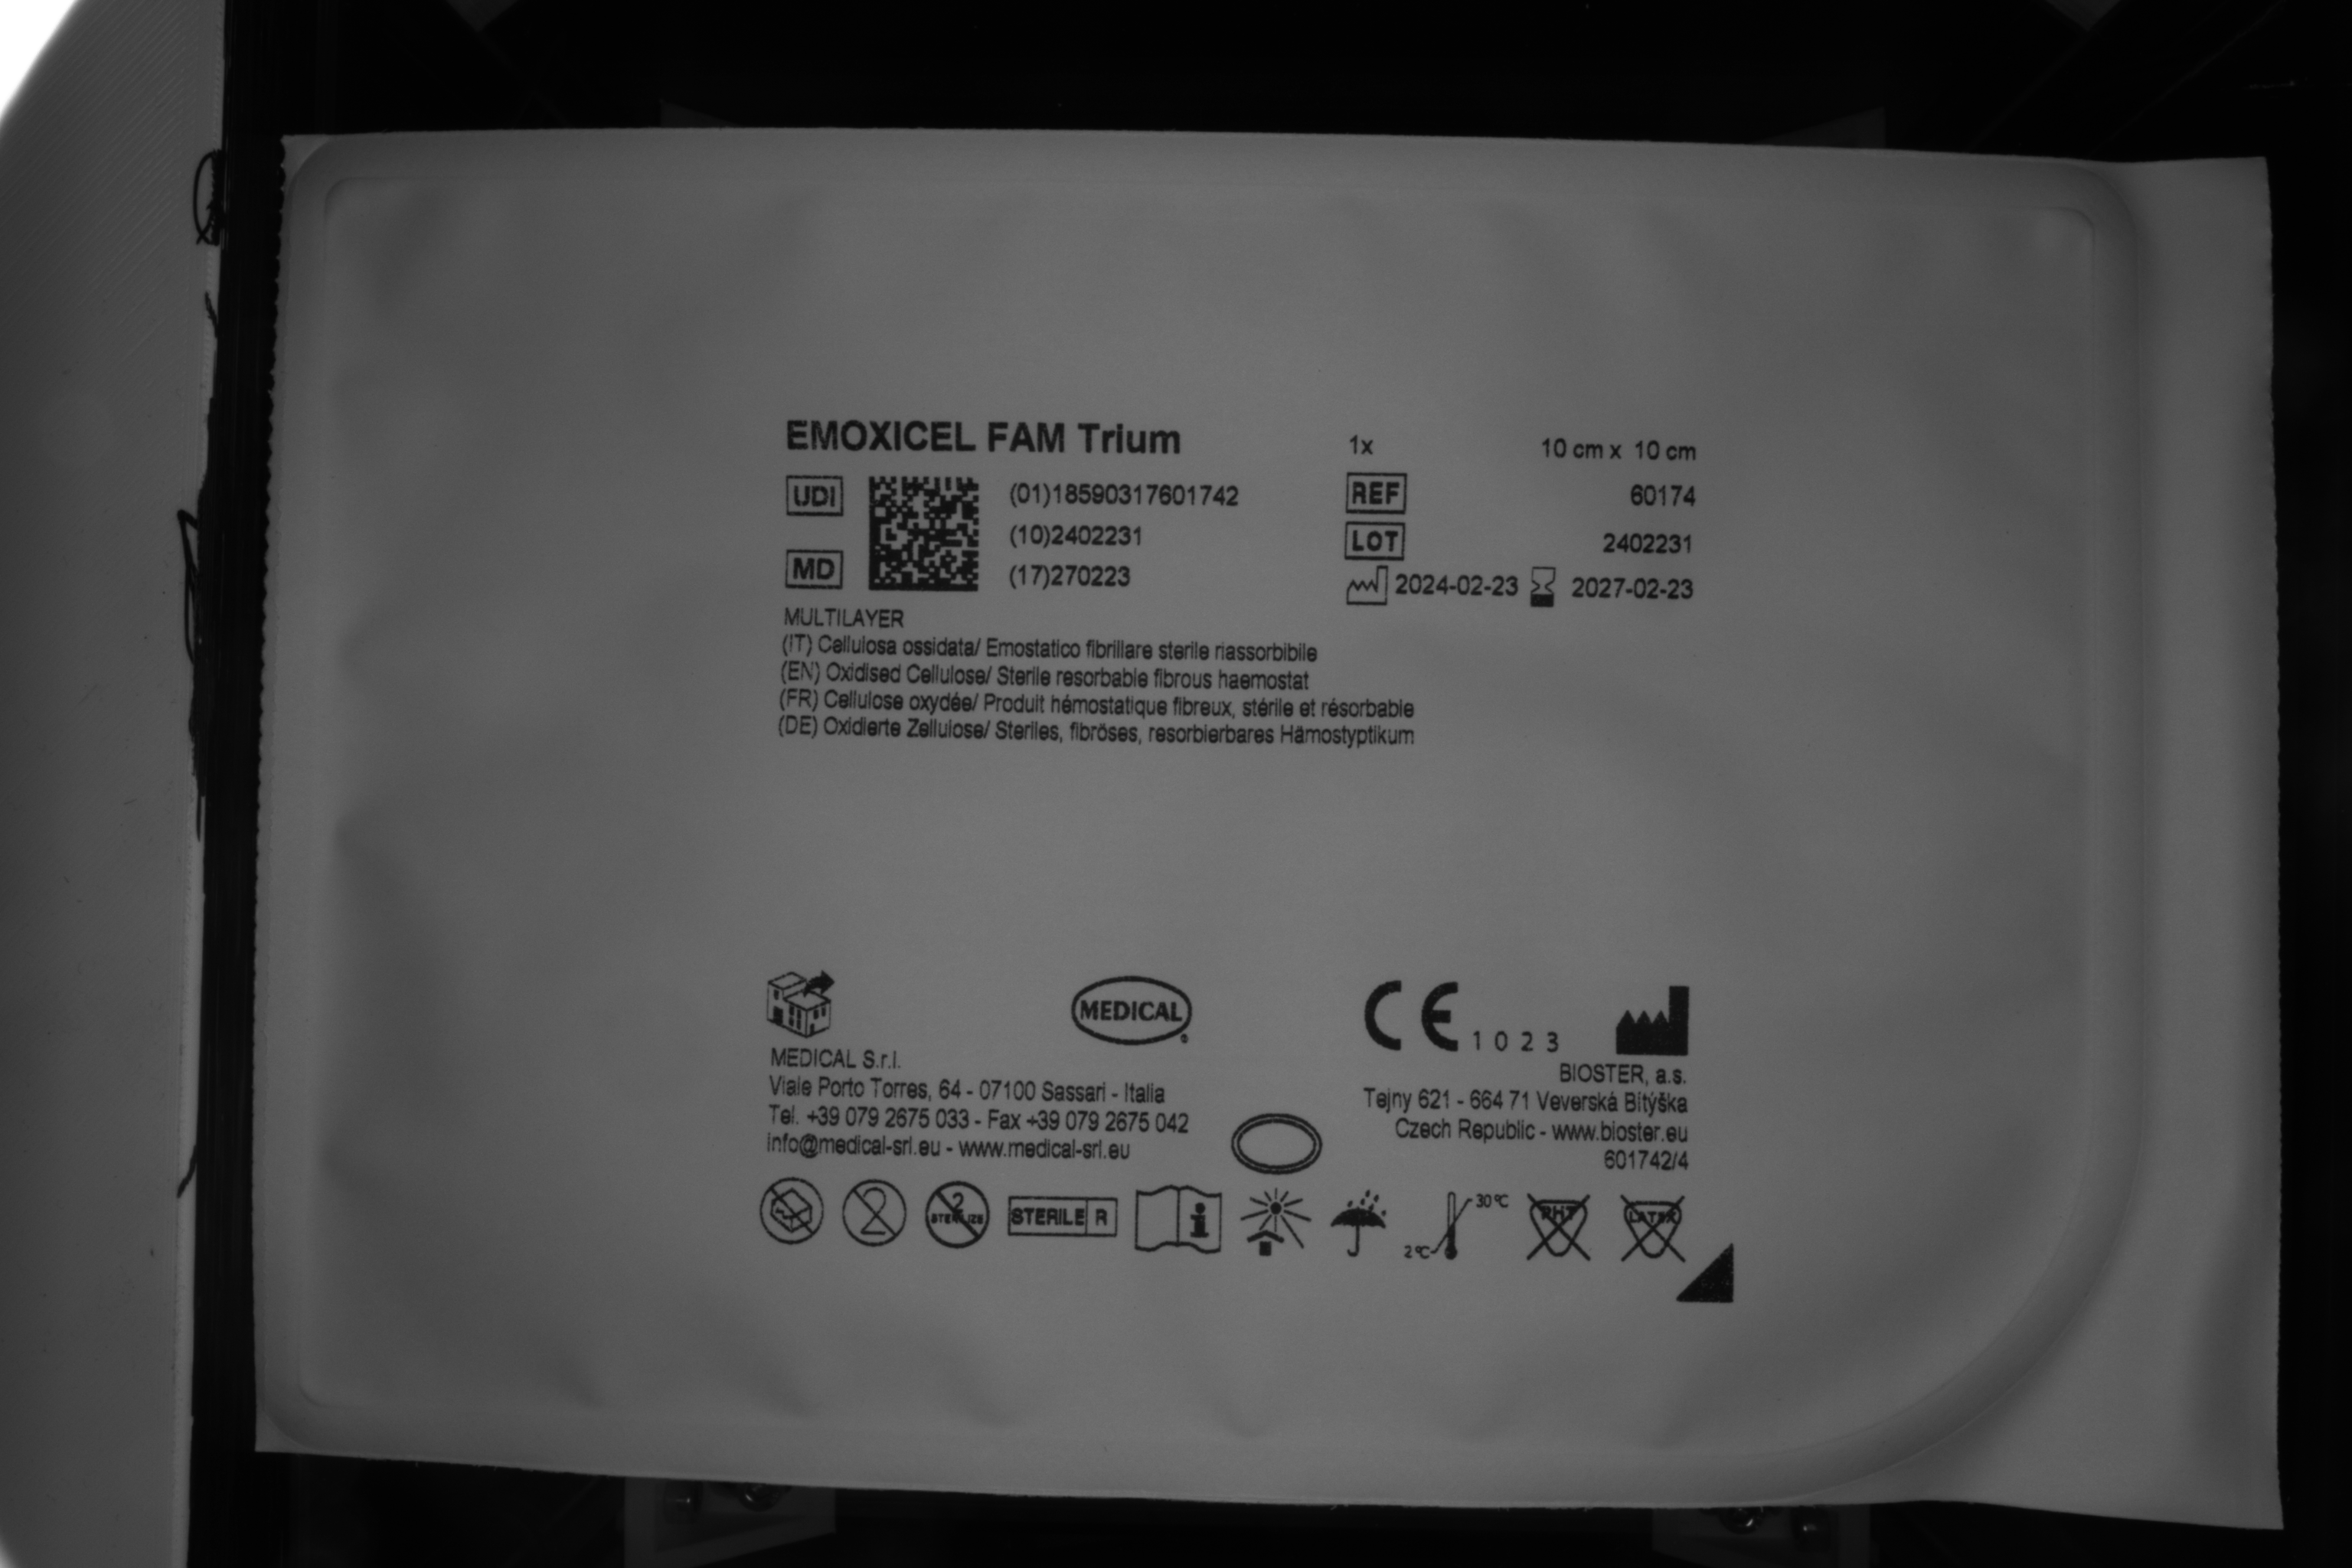 EMOXICEL FAM Trium
1x 10 cm x 10 cm
UDI (01)18590317601742
REF 60174
(10)2402231
LOT 2402231
MD (17)270223
2024-02-23 2027-02-23
MULTILAYER
(IT) Cellulosa ossidata/ Emostatico fibrillare sterile riassorbibile
(EN) Oxidised Cellulose/ Sterile resorbable fibrous haemostat
(FR) Cellulose oxydée/ Produit hémostatique fibreux, stérile et résorbable
(DE) Oxidierte Zellulose/ Steriles, fibröses, resorbierbares Hämostyptikum
MEDICAL
CE 1023
MEDICAL S.r.l.
Viale Porto Torres, 64 - 07100 Sassari - Italia
Tel. +39 079 2675 033 - Fax +39 079 2675 042
info@medical-srl.eu - www.medical-srl.eu
BIOSTER, a.s.
Tejny 621 - 664 71 Veverská Bítýška
Czech Republic - www.bioster.eu
601742/4
2
2 STERILIZE
STERILE R
i
2°C 30°C
PHT
LATEX